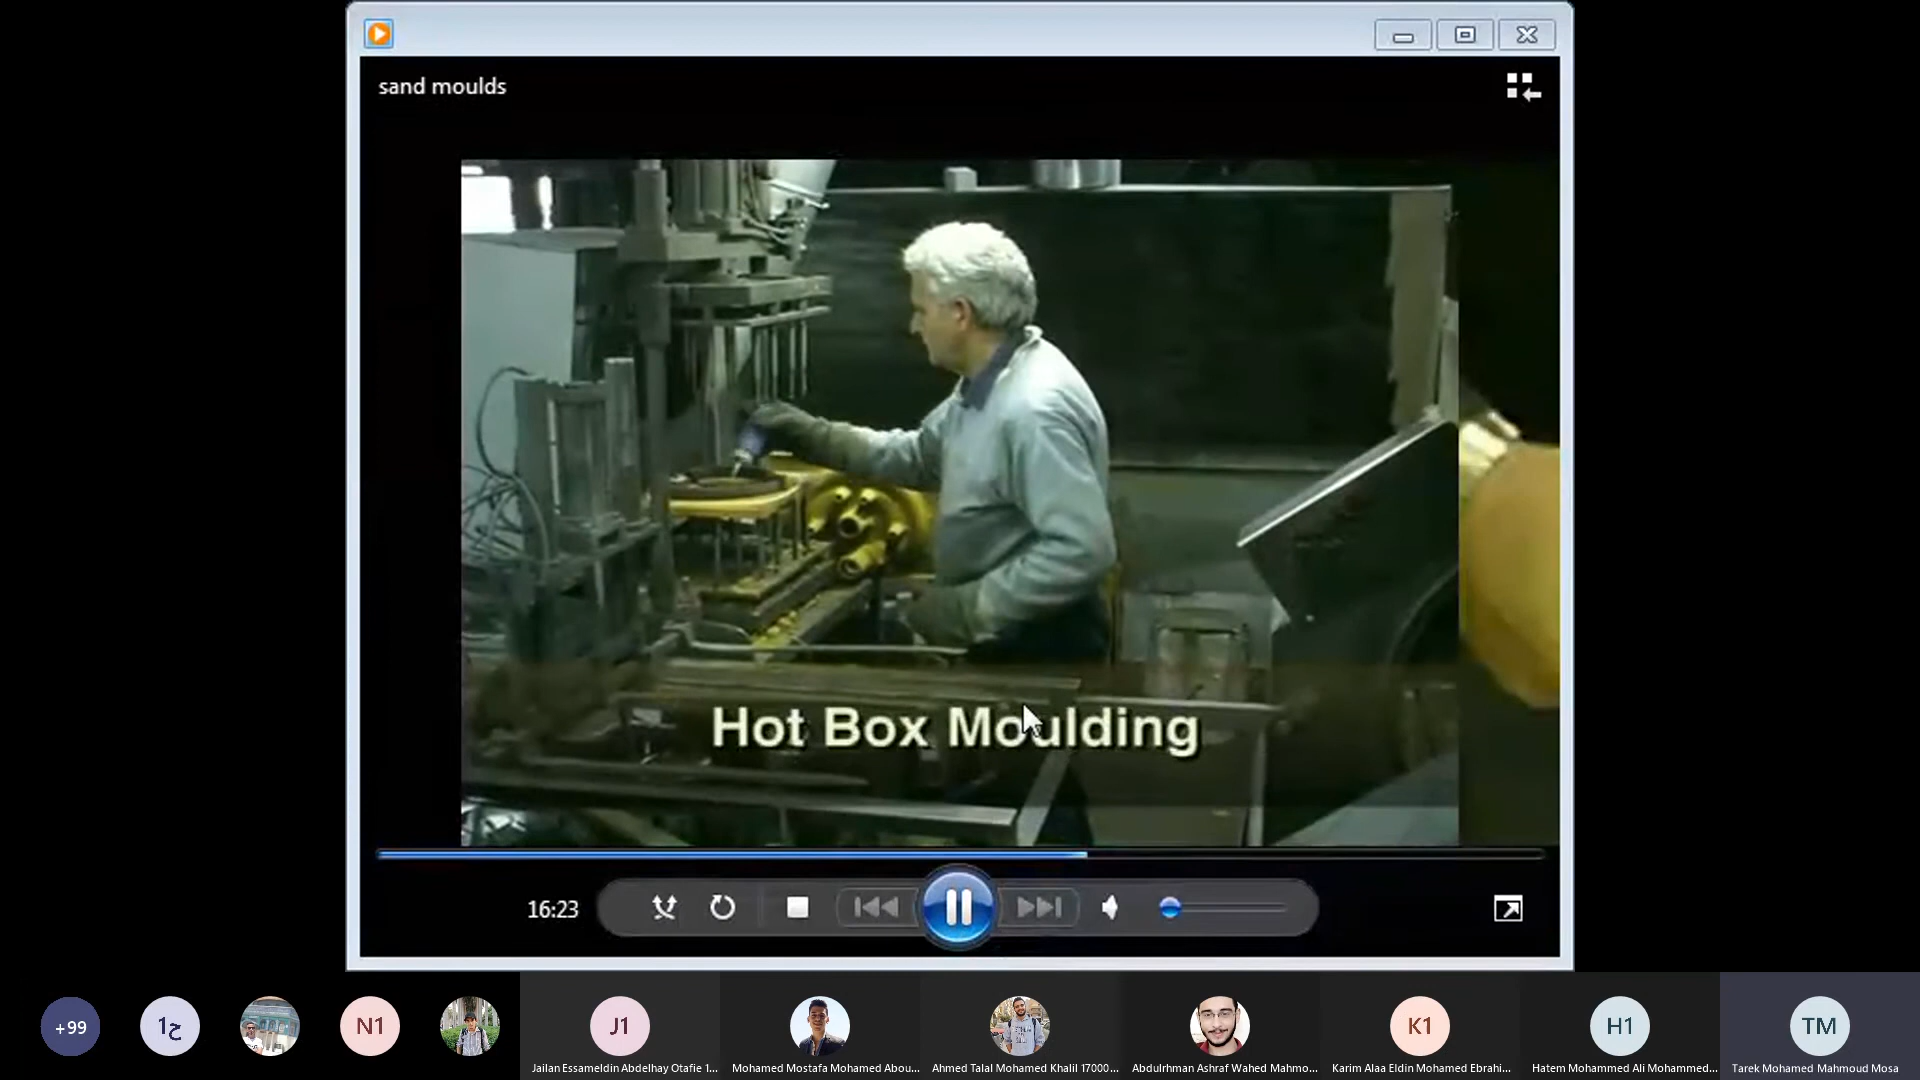 sand moulds
Hot Box Moulding
16:23
+99
ح1
N1
J1
K1
H1
TM
Jailan Essameldin Abdelhay Otafie 1...
Mohamed Mostafa Mohamed Abou...
Ahmed Talal Mohamed Khalil 17000...
Abdulrhman Ashraf Wahed Mahmo...
Karim Alaa Eldin Mohamed Ebrahi...
Hatem Mohammed Ali Mohammed...
Tarek Mohamed Mahmoud Mosa